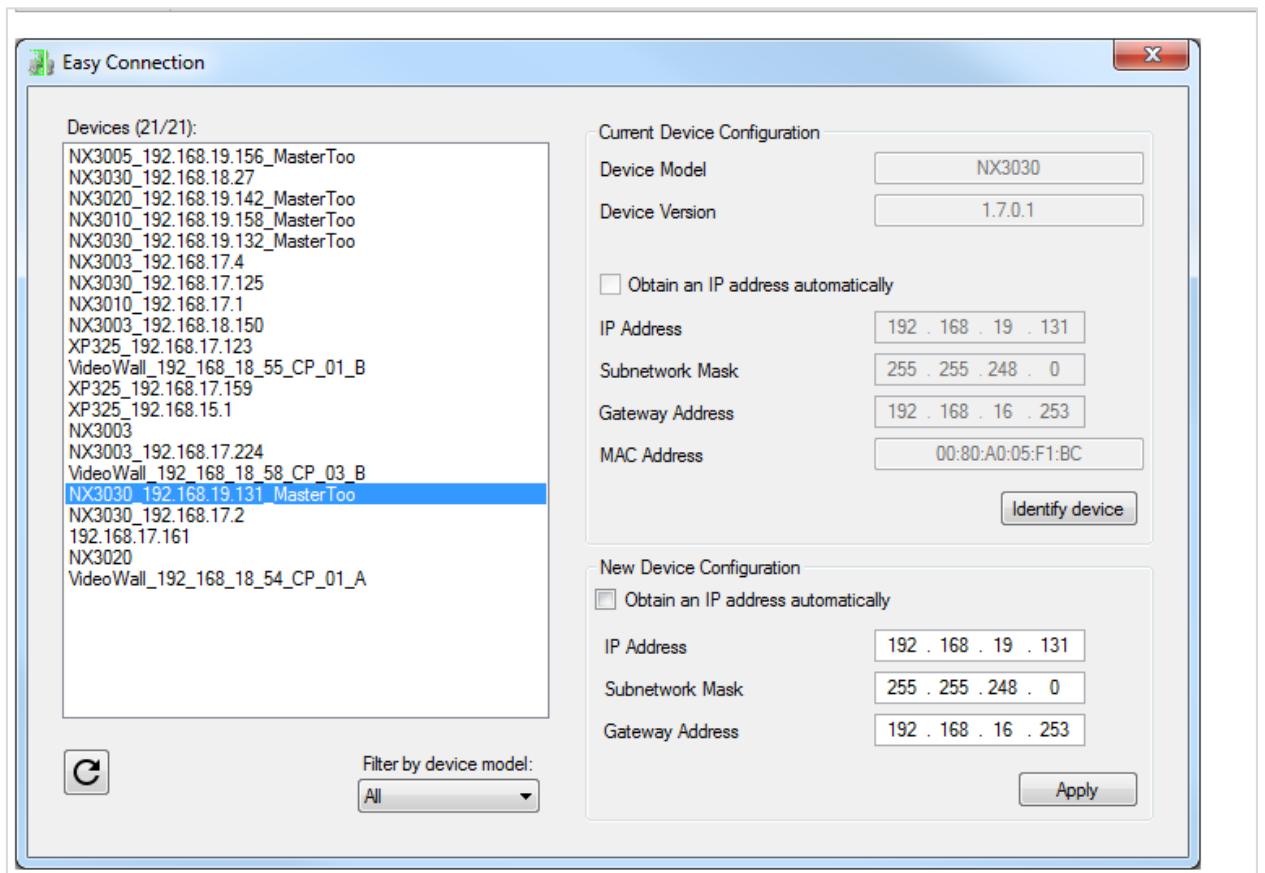 Easy Connection
Devices (21/21):
NX3005_192.168.19.156_MasterToo
NX3030_192.168.18.27
NX3020_192.168.19.142_MasterToo
NX3010_192.168.19.158_MasterToo
NX3030_192.168.19.132_MasterToo
NX3003_192.168.17.4
NX3030_192.168.17.125
NX3010_192.168.17.1
NX3003_192.168.18.150
XP325_192.168.17.123
VideoWall_192_168_18_55_CP_01_B
XP325_192.168.17.159
XP325_192.168.15.1
NX3003
NX3003_192.168.17.224
VideoWall_192_168_18_58_CP_03_B
NX3030_192.168.19.131_MasterToo
NX3030_192.168.17.2
192.168.17.161
NX3020
VideoWall_192_168_18_54_CP_01_A
Filter by device model:
All
Current Device Configuration
Device Model NX3030
Device Version 1.7.0.1
Obtain an IP address automatically
IP Address 192 . 168 . 19 . 131
Subnetwork Mask 255 . 255 . 248 . 0
Gateway Address 192 . 168 . 16 . 253
MAC Address 00:80:A0:05:F1:BC
Identify device
New Device Configuration
Obtain an IP address automatically
IP Address 192 . 168 . 19 . 131
Subnetwork Mask 255 . 255 . 248 . 0
Gateway Address 192 . 168 . 16 . 253
Apply